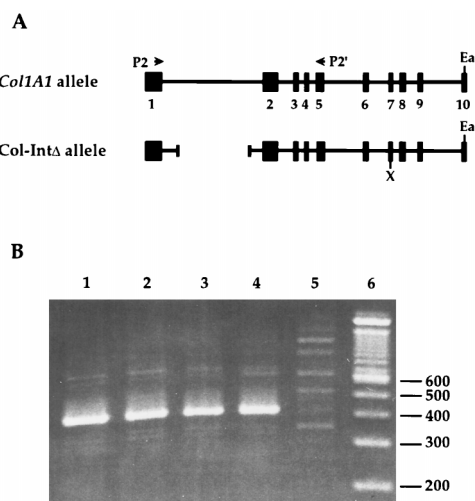 A
P2 P2'
Ea
Col1A1 allele
1 2 3 4 5 6 7 8 9 10
Ea
Col-IntΔ allele
X
B
1 2 3 4 5 6
600
500
400
300
200